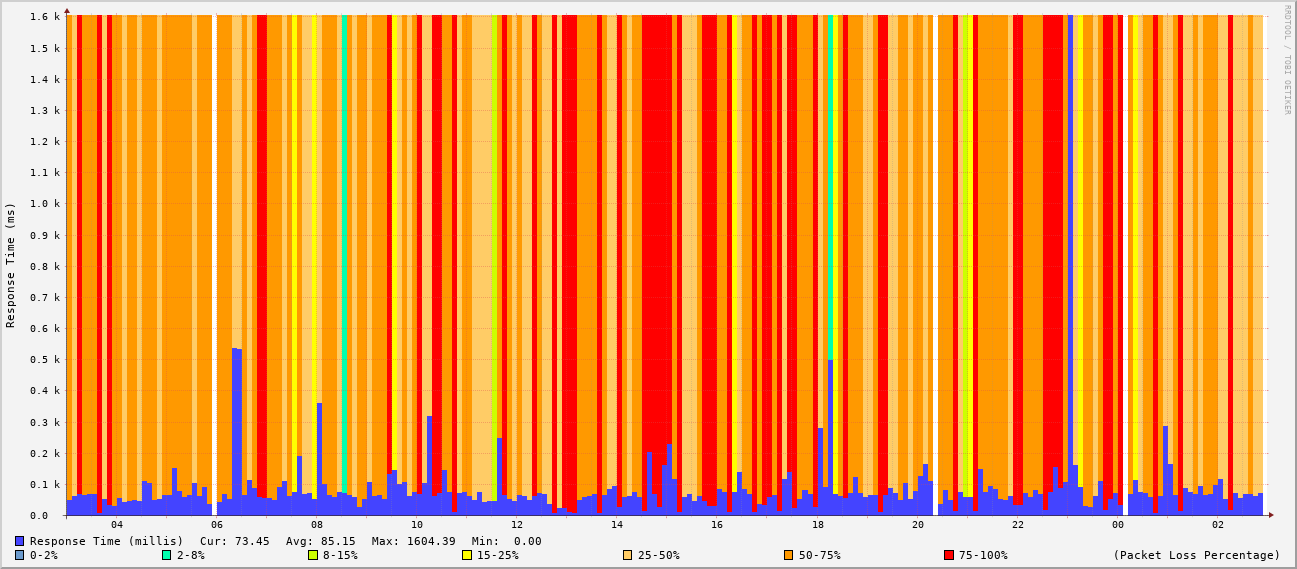 1.6 k
1.5 k
1.4 k
1.3 k
1.2 k
1.1 k
1.0 k
0.9 k
0.8 k
0.7 k
0.6 k
0.5 k
0.4 k
0.3 k
0.2 k
0.1 k
0.0
Response Time (ms)
RRDTOOL / TOBI OETIKER
04 06 08 10 12 14 16 18 20 22 00 02
Response Time (millis) Cur: 73.45 Avg: 85.15 Max: 1604.39 Min: 0.00
0-2% 2-8% 8-15% 15-25% 25-50% 50-75% 75-100% (Packet Loss Percentage)